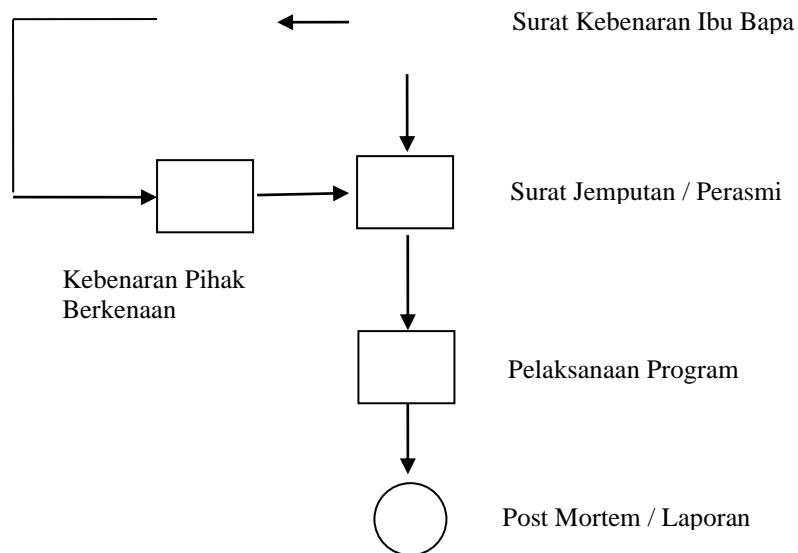 Surat Kebenaran Ibu Bapa
Surat Jemputan / Perasmi
Kebenaran Pihak
Berkenaan
Pelaksanaan Program
Post Mortem / Laporan